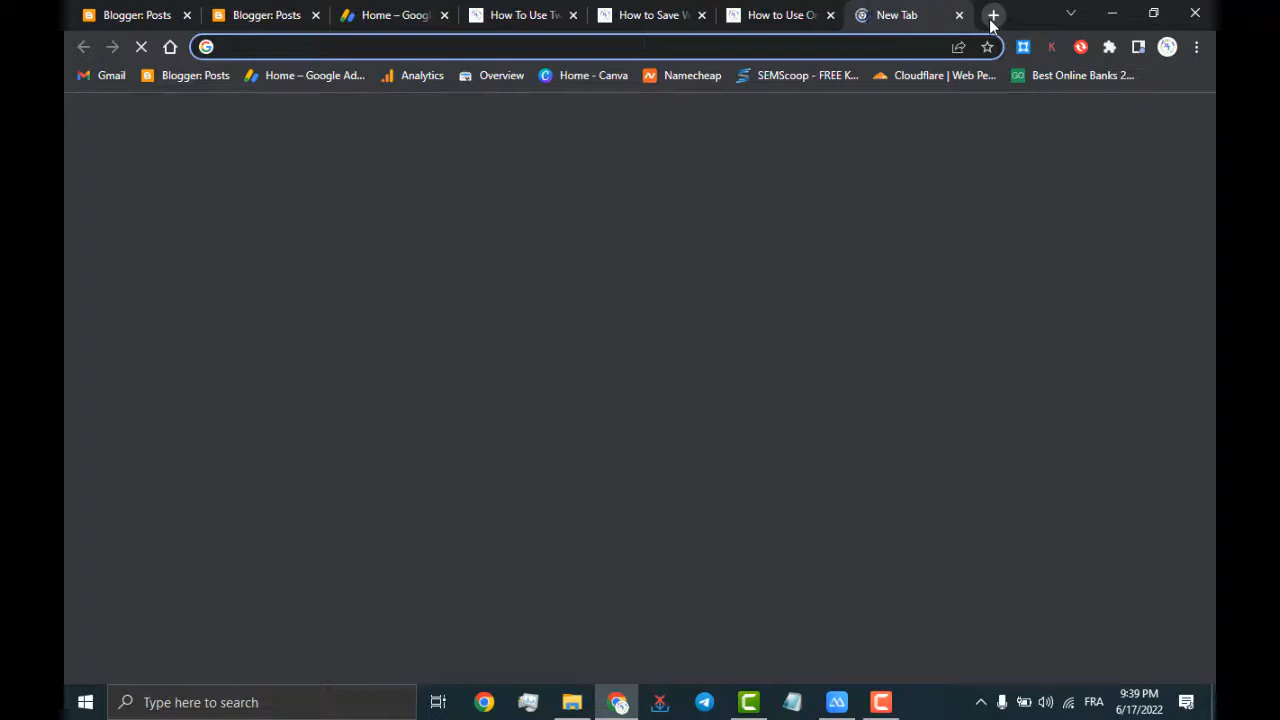 Blogger: Posts
Blogger: Posts
Home – Googl
How To Use Tw
How to Save V
How to Use O
New Tab
Gmail
Blogger: Posts
Home – Google Ad...
Analytics
Overview
Home - Canva
Namecheap
SEMScoop - FREE K...
Cloudflare | Web Pe...
GO
Best Online Banks 2...
Type here to search
FRA
9:39 PM
6/17/2022